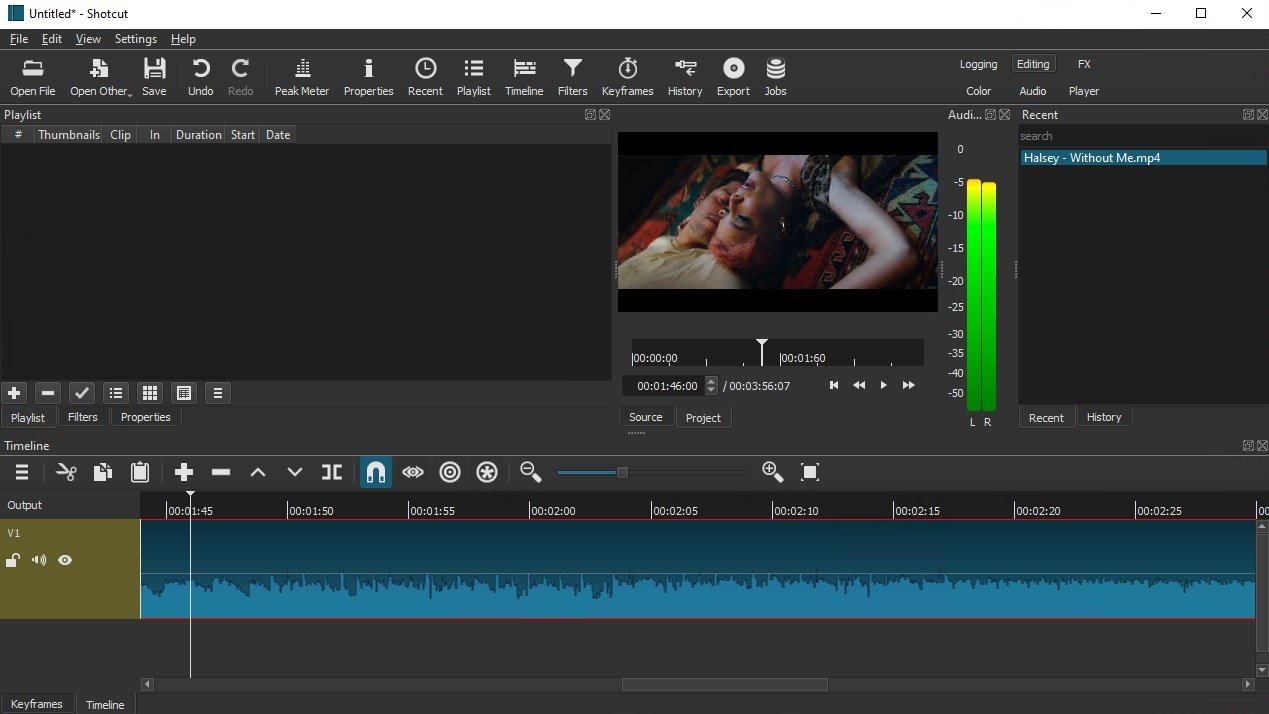 Untitled* - Shotcut
File Edit View Settings Help
Open File Open Other Save Undo Redo Peak Meter Properties Recent Playlist Timeline Filters Keyframes History Export Jobs
Logging Editing FX
Color Audio Player
Playlist
# Thumbnails Clip In Duration Start Date
Playlist Filters Properties
00:00:00 00:01:60
00:01:46:00 / 00:03:56:07
Source Project
Audi...
0
-5
-10
-15
-20
-25
-30
-35
-40
-50
L R
Recent
search
Halsey - Without Me.mp4
Recent History
Timeline
Output
00:01:45 00:01:50 00:01:55 00:02:00 00:02:05 00:02:10 00:02:15 00:02:20 00:02:25
V1
Keyframes Timeline